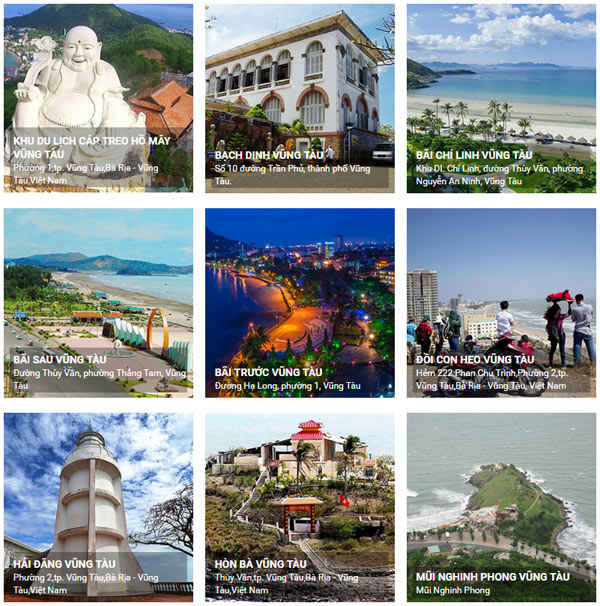 KHU DU LỊCH CÁP TREO HỒ MÂY
VŨNG TÀU
Phường 1,tp. Vũng Tàu,Bà Rịa - Vũng
Tàu,Việt Nam
BẠCH DINH VŨNG TÀU
Số 10 đường Trần Phú, thành phố Vũng
Tàu.
BÃI CHÍ LINH VŨNG TÀU
Khu DL Chí Linh, đường Thùy Vân, phường
Nguyễn An Ninh, Vũng Tàu
BÃI SAU VŨNG TÀU
Đường Thùy Vân, phường Thắng Tam, Vũng
Tàu
BÃI TRƯỚC VŨNG TÀU
Đường Hạ Long, phường 1, Vũng Tàu
ĐỒI CON HEO VŨNG TÀU
Hẻm 222 Phan Chu Trinh,Phường 2,tp.
Vũng Tàu,Bà Rịa - Vũng Tàu, Việt Nam
HẢI ĐĂNG VŨNG TÀU
Phường 2,tp. Vũng Tàu,Bà Rịa - Vũng
Tàu,Việt Nam
HÒN BÀ VŨNG TÀU
Thùy Vân,tp. Vũng Tàu,Bà Rịa - Vũng
Tàu,Việt Nam
MŨI NGHINH PHONG VŨNG TÀU
Mũi Nghinh Phong